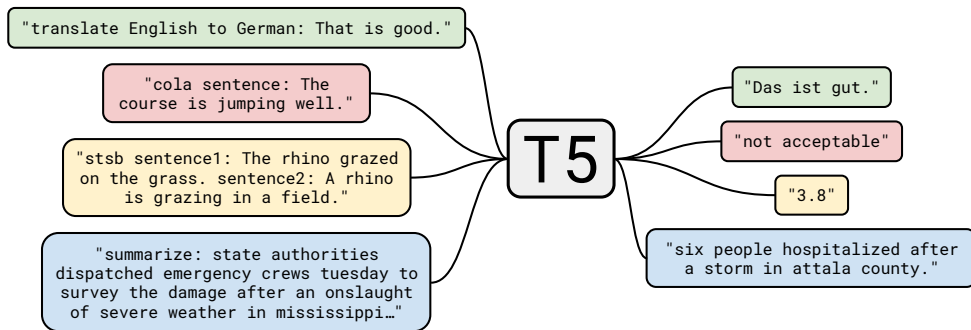 "translate English to German: That is good."
"cola sentence: The
course is jumping well."
"stsb sentence1: The rhino grazed
on the grass. sentence2: A rhino
is grazing in a field."
"summarize: state authorities
dispatched emergency crews tuesday to
survey the damage after an onslaught
of severe weather in mississippi…"
T5
"Das ist gut."
"not acceptable"
"3.8"
"six people hospitalized after
a storm in attala county."